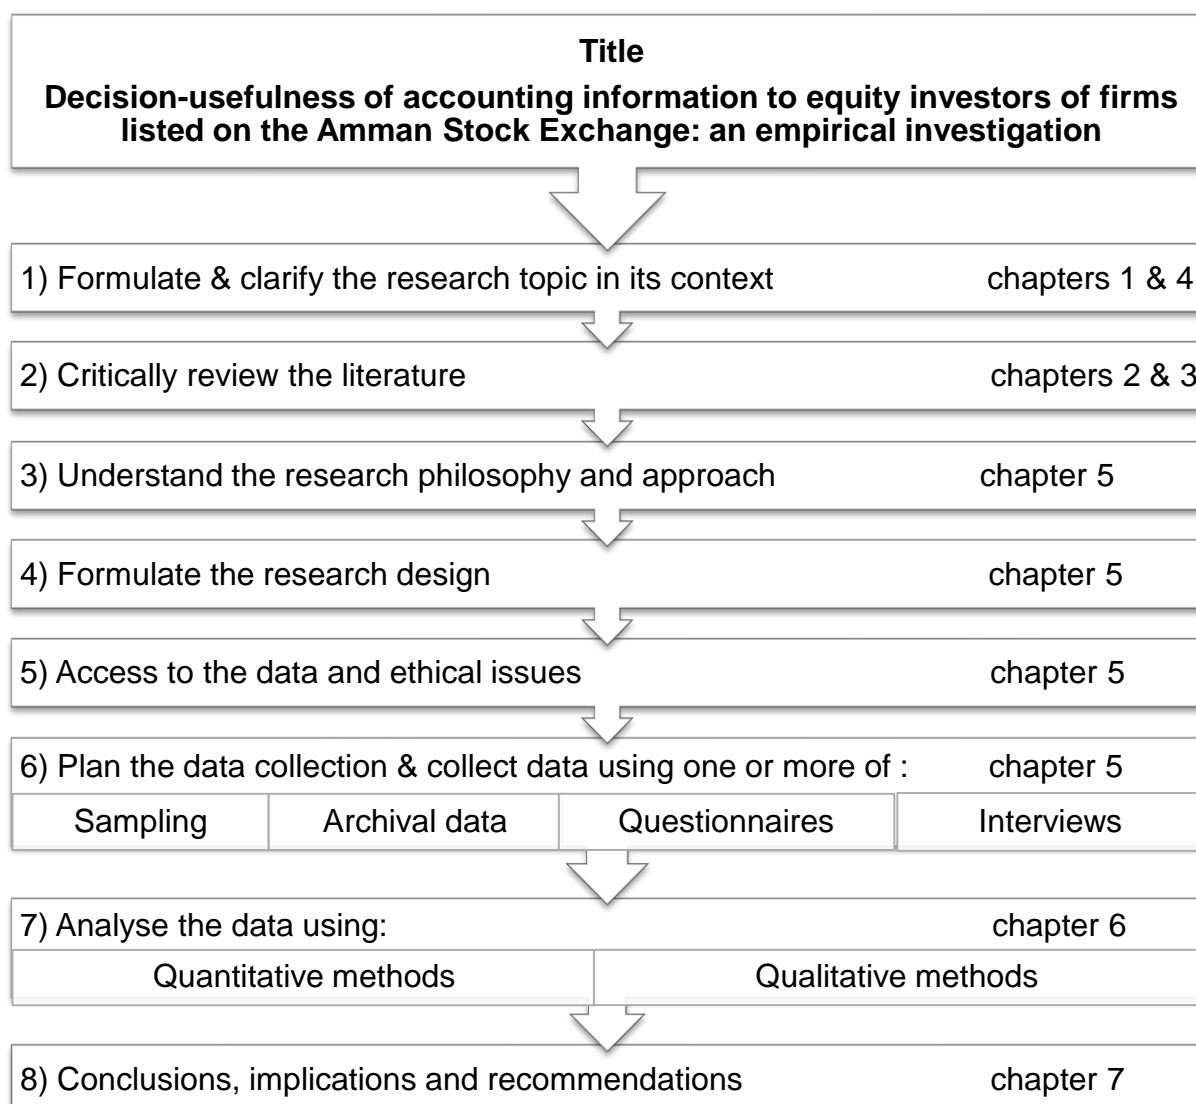 Title
Decision-usefulness of accounting information to equity investors of firms
listed on the Amman Stock Exchange: an empirical investigation
1) Formulate & clarify the research topic in its context chapters 1 & 4
2) Critically review the literature chapters 2 & 3
3) Understand the research philosophy and approach chapter 5
4) Formulate the research design chapter 5
5) Access to the data and ethical issues chapter 5
6) Plan the data collection & collect data using one or more of : chapter 5
Sampling Archival data Questionnaires Interviews
7) Analyse the data using: chapter 6
Quantitative methods Qualitative methods
8) Conclusions, implications and recommendations chapter 7